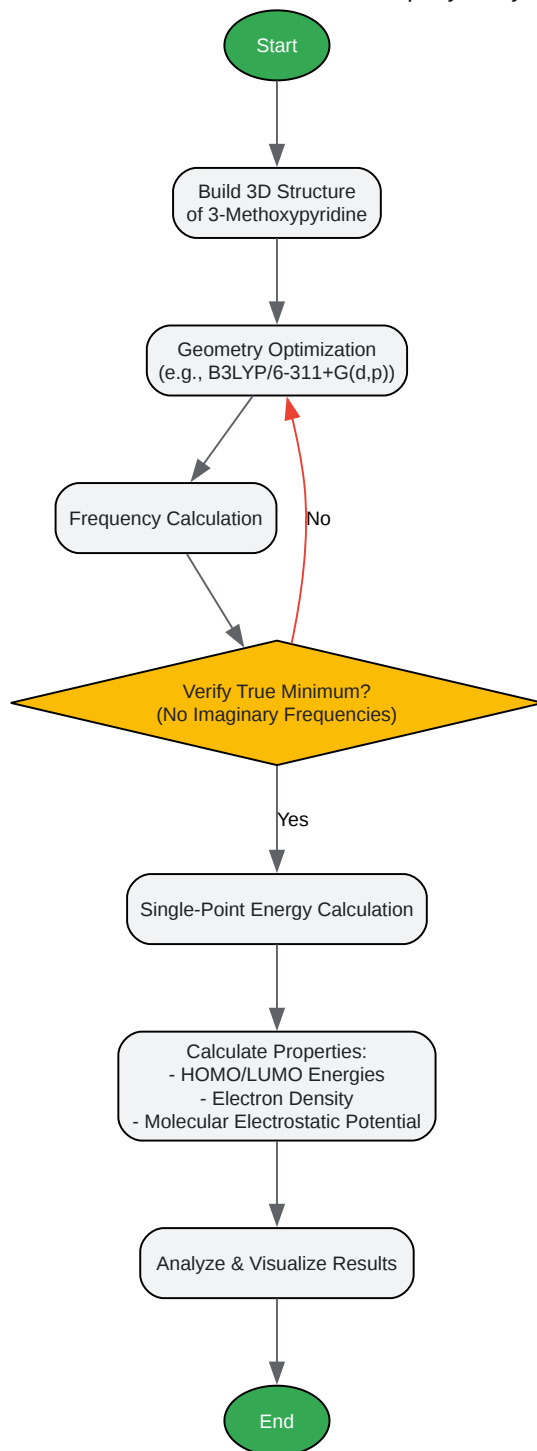 Start
Build 3D Structure
of 3-Methoxypyridine
Geometry Optimization
(e.g., B3LYP/6-311+G(d,p))
Frequency Calculation
No
Verify True Minimum?
(No Imaginary Frequencies)
Yes
Single-Point Energy Calculation
Calculate Properties:
- HOMO/LUMO Energies
- Electron Density
- Molecular Electrostatic Potential
Analyze & Visualize Results
End